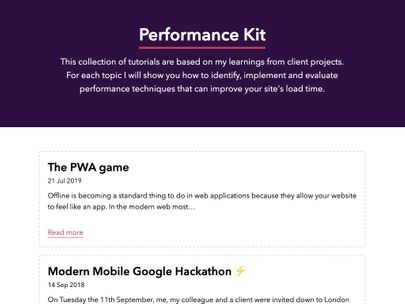 Performance Kit
This collection of tutorials are based on my learnings from client projects.
For each topic I will show you how to identify, implement and evaluate
performance techniques that can improve your site's load time.
The PWA game
21 Jul 2019
Offline is becoming a standard thing to do in web applications because they allow your website
to feel like an app. In the modern web most…
Read more
Modern Mobile Google Hackathon ⚡
14 Sep 2018
On Tuesday the 11th September, me, my colleague and a client were invited down to London